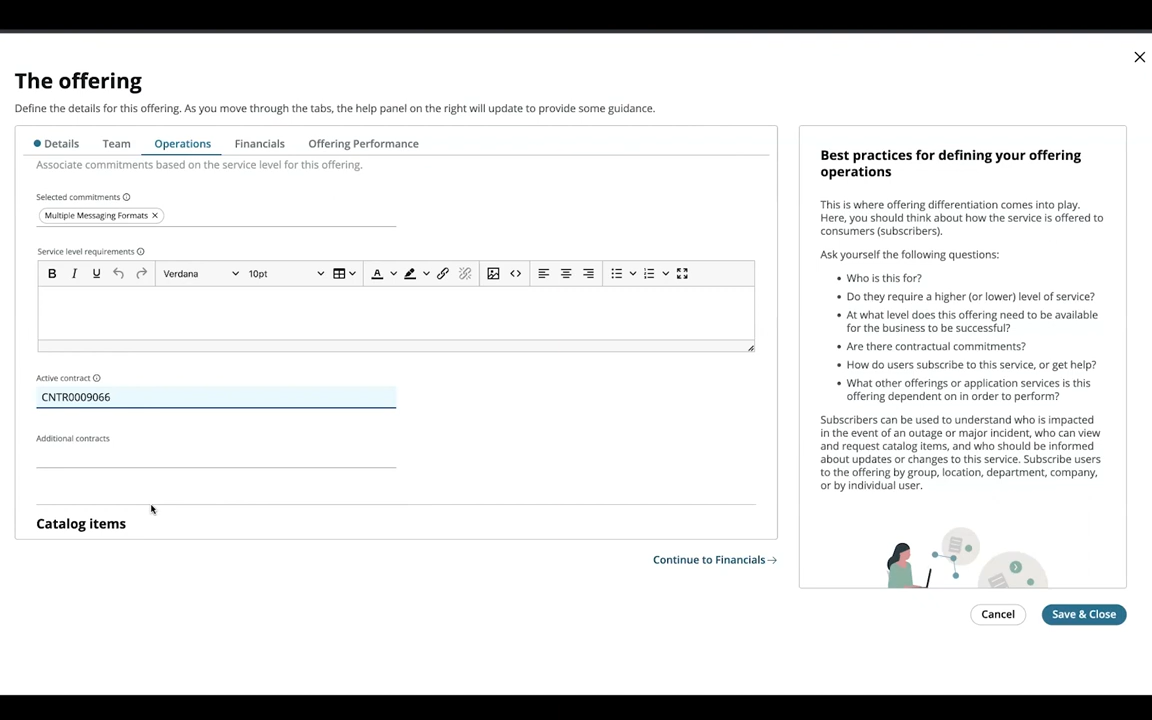 The offering
Define the details for this offering. As you move through the tabs, the help panel on the right will update to provide some guidance.
Details Team Operations Financials Offering Performance
Associate commitments based on the service level for this offering.
Selected commitments
Multiple Messaging Formats ×
Service level requirements
B I U Verdana 10pt A
Active contract
CNTR0009066
Additional contracts
Catalog items
Continue to Financials→
Best practices for defining your offering
operations
This is where offering differentiation comes into play.
Here, you should think about how the service is offered to
consumers (subscribers).
Ask yourself the following questions:
• Who is this for?
• Do they require a higher (or lower) level of service?
• At what level does this offering need to be available
for the business to be successful?
• Are there contractual commitments?
• How do users subscribe to this service, or get help?
• What other offerings or application services is this
offering dependent on in order to perform?
Subscribers can be used to understand who is impacted
in the event of an outage or major incident, who can view
and request catalog items, and who should be informed
about updates or changes to this service. Subscribe users
to the offering by group, location, department, company,
or by individual user.
Cancel Save & Close